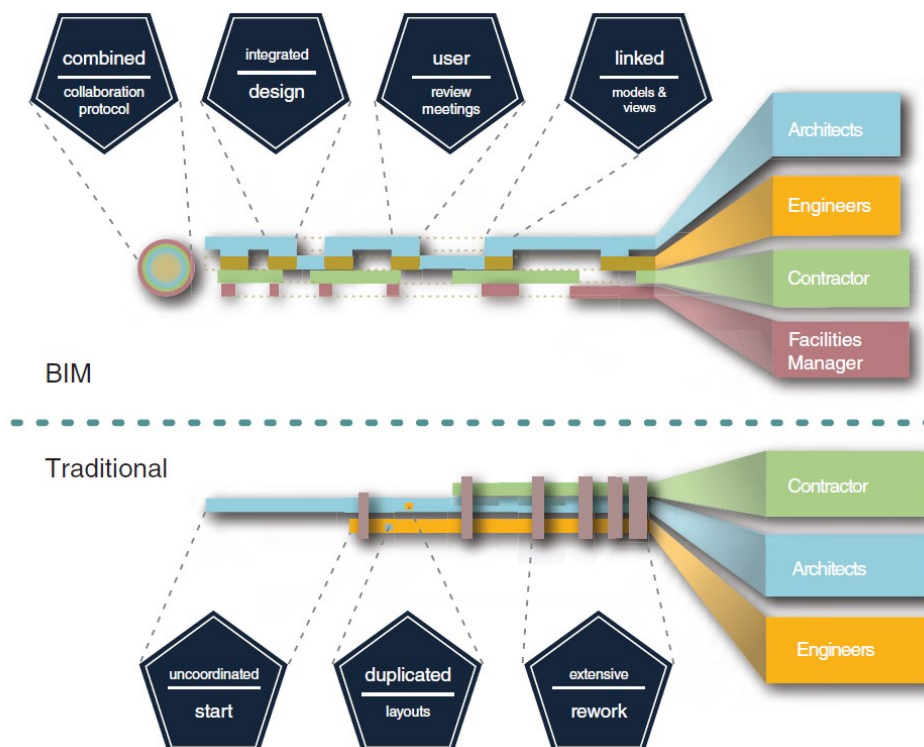 combined
collaboration
protocol
integrated
design
user
review
meetings
linked
models &
views
Architects
Engineers
Contractor
Facilities
Manager
BIM
Traditional
Contractor
Architects
Engineers
uncoordinated
start
duplicated
layouts
extensive
rework